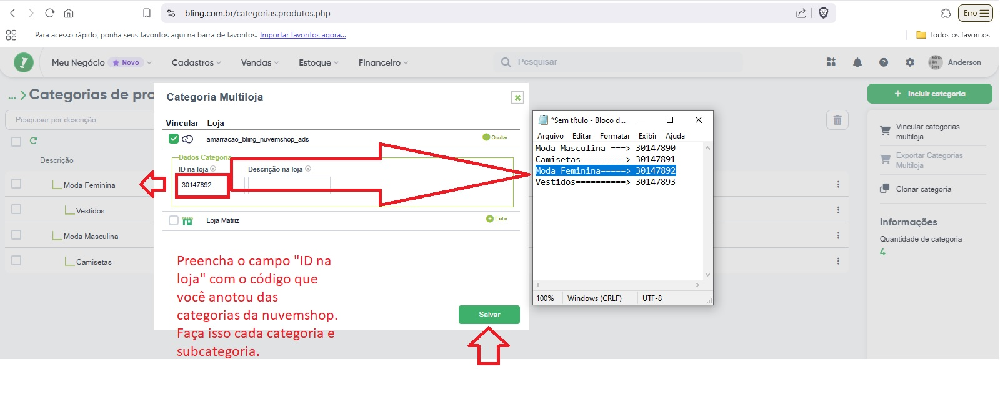 bling.com.br/categorias.produtos.php
Erro
Para acesso rápido, ponha seus favoritos aqui na barra de favoritos. Importar favoritos agora...
Todos os favoritos
Meu Negócio
Novo
Cadastros
Vendas
Estoque
Financeiro
Pesquisar
Anderson
... Categorias de pro
Incluir categoria
Pesquisar por descrição
Descrição
Moda Feminina
Vestidos
Moda Masculina
Camisetas
Categoria Multiloja
Vincular Loja
amarracao_bling_nuvemshop_ads
Ocultar
Dados Categoria
ID na loja
Descrição na loja
30147892
Loja Matriz
Exibir
Preencha o campo "ID na
loja" com o código que
você anotou das
categorias da nuvemshop.
Faça isso cada categoria e
subcategoria.
Salvar
*Sem título - Bloco d...
Arquivo Editar Formatar Exibir Ajuda
Moda Masculina ===> 30147890
Camisetas=========> 30147891
Moda Feminina=====> 30147892
Vestidos==========> 30147893
100%
Windows (CRLF)
UTF-8
Vincular categorias
multiloja
Exportar Categorias
Multiloja
Clonar categoria
Informações
Quantidade de categoria
4